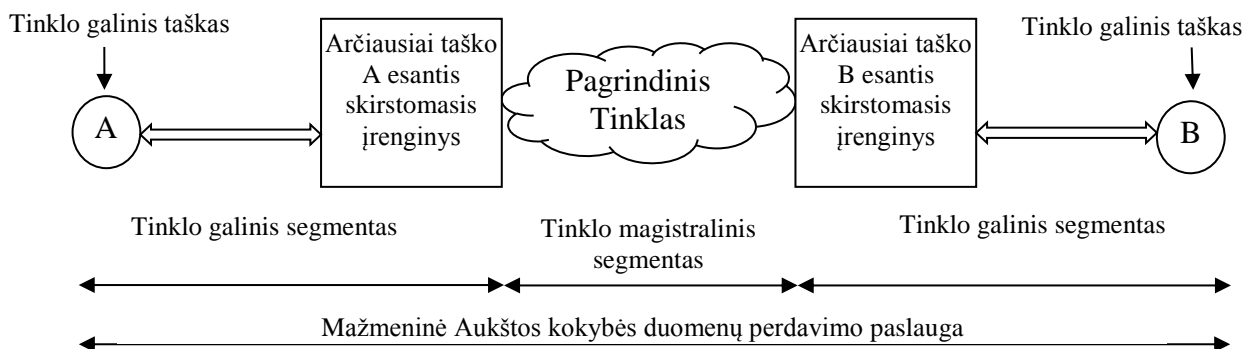 Tinklo galinis taškas
Arčiausiai taško
A esantis
skirstomasis
įrenginys
Pagrindinis
Tinklas
Arčiausiai taško
B esantis
skirstomasis
įrenginys
Tinklo galinis taškas
A
B
Tinklo galinis segmentas
Tinklo magistralinis
segmentas
Tinklo galinis segmentas
Mažmeninė Aukštos kokybės duomenų perdavimo paslauga